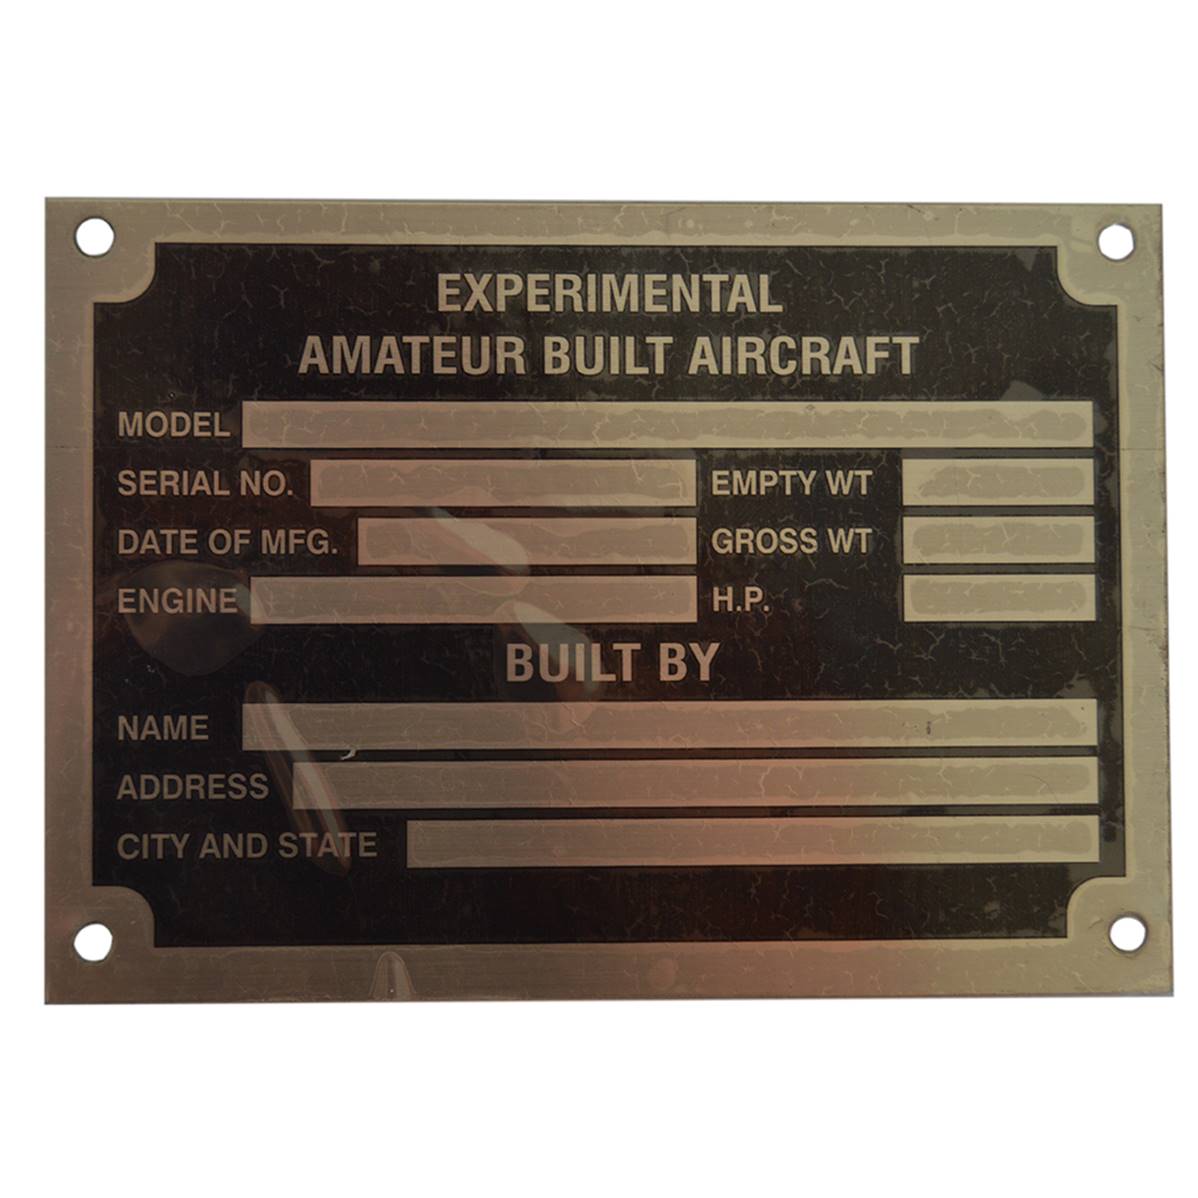 EXPERIMENTAL
AMATEUR BUILT AIRCRAFT
MODEL
SERIAL NO. EMPTY WT
DATE OF MFG. GROSS WT
ENGINE H.P.
BUILT BY
NAME
ADDRESS
CITY AND STATE